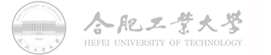 合肥工業大學
HEFEI UNIVERSITY OF TECHNOLOGY